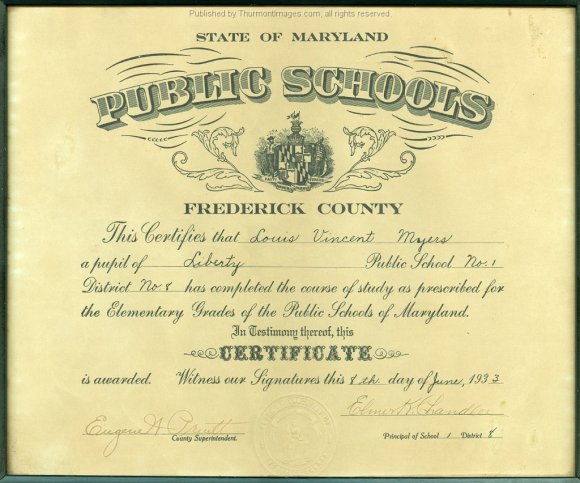 Published by ThurmontImages.com, all rights reserved.
STATE OF MARYLAND
PUBLIC SCHOOLS
FREDERICK COUNTY
This Certifies that Louis Vincent Myers
a pupil of Liberty Public School No. 1
District No 8 has completed the course of study as prescribed for
the Elementary Grades of the Public Schools of Maryland.
In Testimony thereof, this
CERTIFICATE
is awarded. Witness our Signatures this 8th. day of June, 1933
Elmer K. Chandler
Eugene W.
County Superintendent.
Principal of School 1 District 8